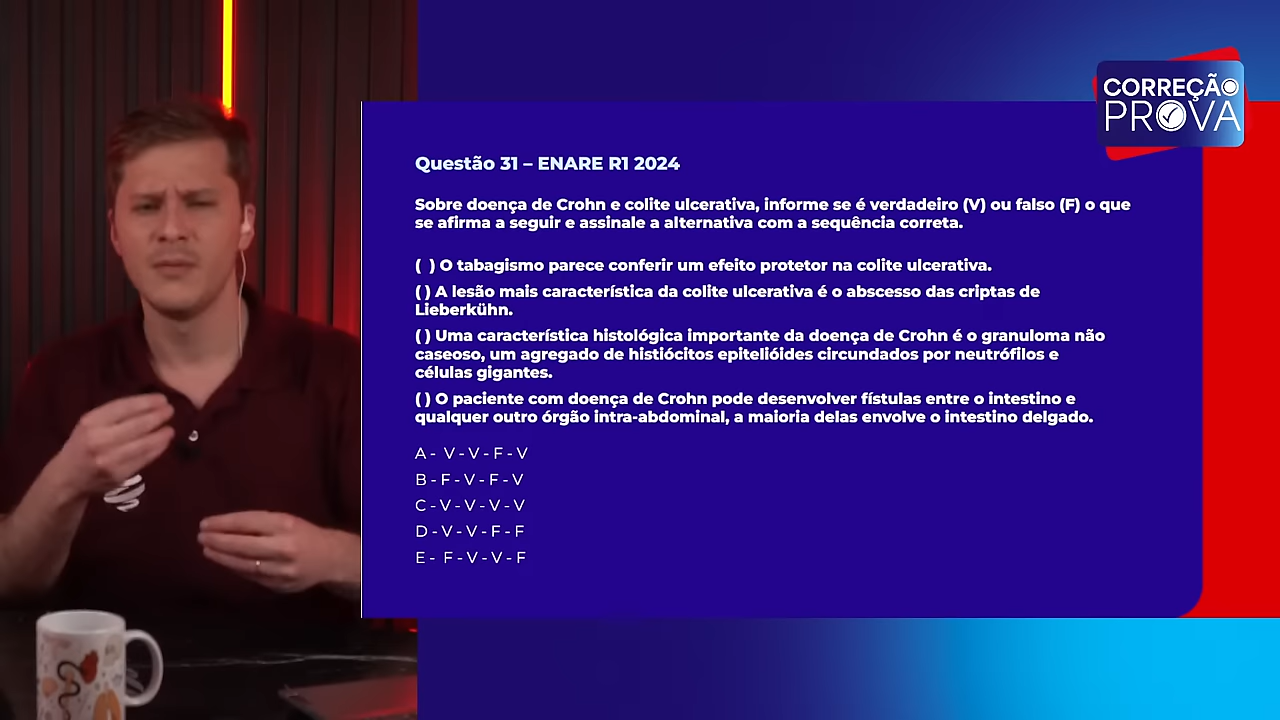 CORREÇÃO
PROVA
Questão 31 – ENARE R1 2024
Sobre doença de Crohn e colite ulcerativa, informe se é verdadeiro (V) ou falso (F) o que
se afirma a seguir e assinale a alternativa com a sequência correta.
( ) O tabagismo parece conferir um efeito protetor na colite ulcerativa.
( ) A lesão mais característica da colite ulcerativa é o abscesso das criptas de
Lieberkühn.
( ) Uma característica histológica importante da doença de Crohn é o granuloma não
caseoso, um agregado de histiócitos epitelióides circundados por neutrófilos e
células gigantes.
( ) O paciente com doença de Crohn pode desenvolver fístulas entre o intestino e
qualquer outro órgão intra-abdominal, a maioria delas envolve o intestino delgado.
A - V - V - F - V
B - F - V - F - V
C - V - V - V - V
D - V - V - F - F
E - F - V - V - F